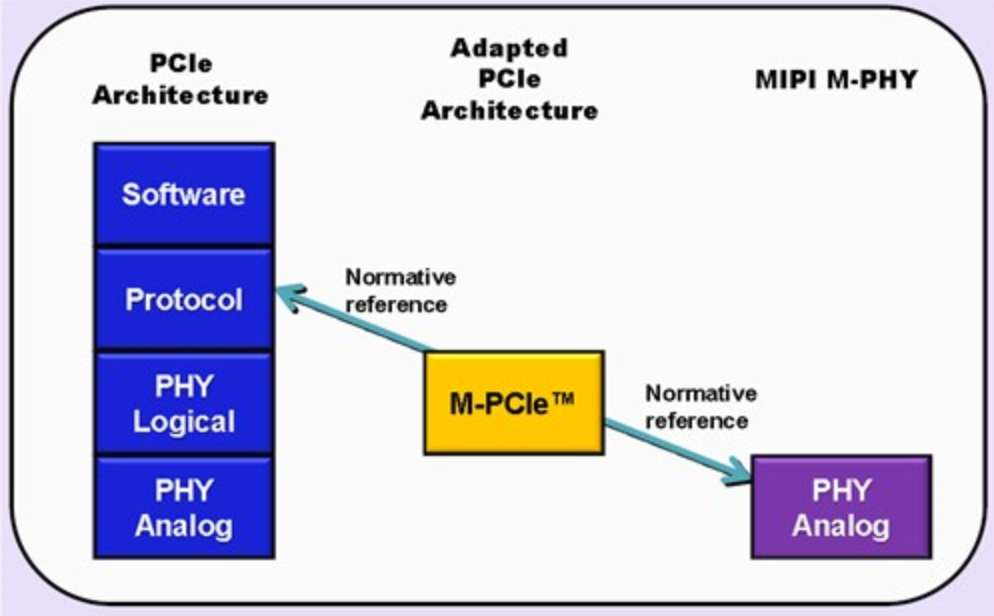 PCIe
Architecture
Adapted
PCIe
Architecture
MIPI M-PHY
Software
Protocol
PHY
Logical
PHY
Analog
Normative
reference
M-PCIe™
Normative
reference
PHY
Analog